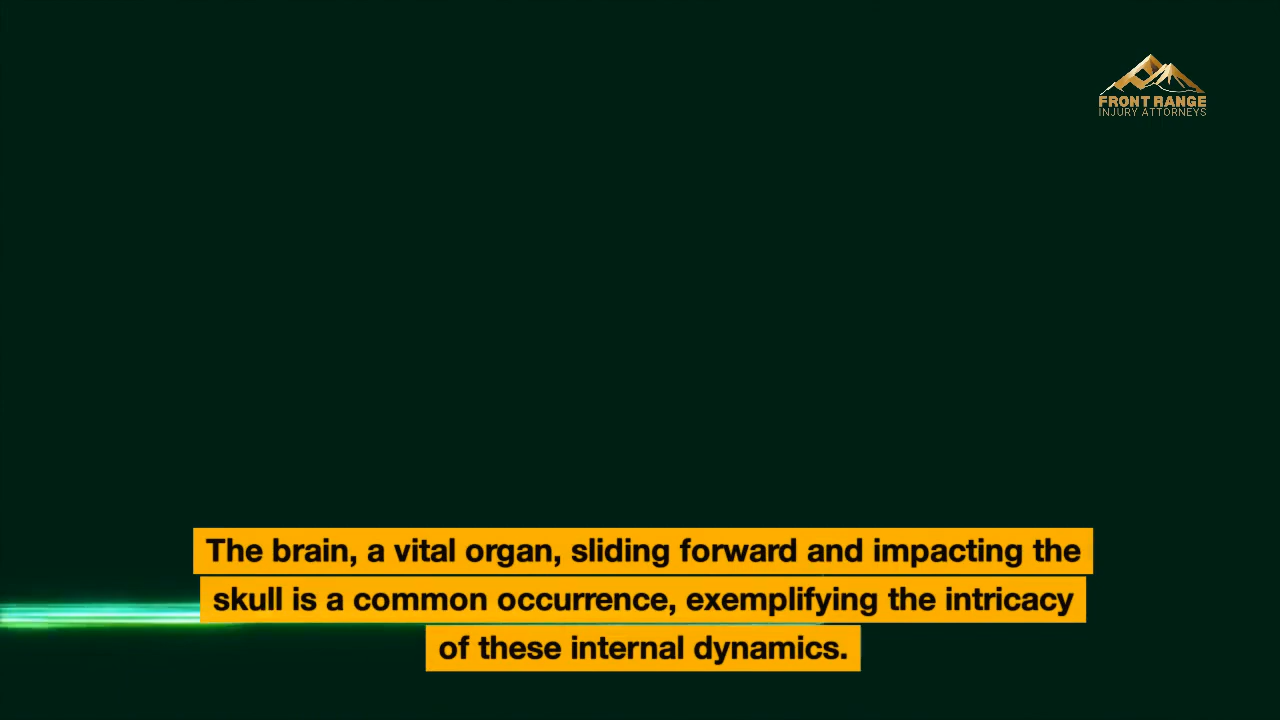 FRONT RANGE
INJURY ATTORNEYS
The brain, a vital organ, sliding forward and impacting the
skull is a common occurrence, exemplifying the intricacy
of these internal dynamics.